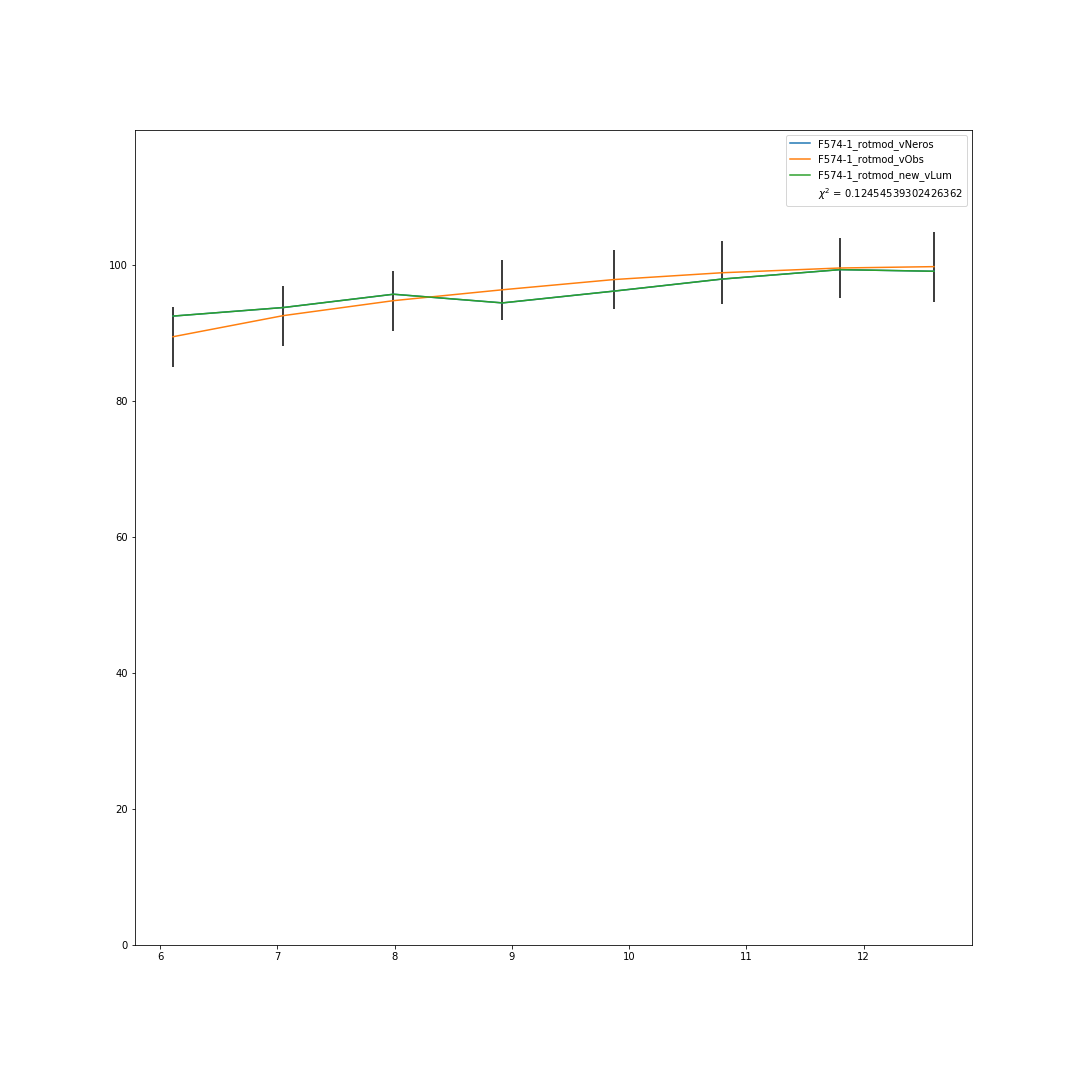 F574-1_rotmod_vNeros
F574-1_rotmod_vObs
F574-1_rotmod_new_vLum
χ² = 0.12454539302426362
100
80
60
40
20
0
6 7 8 9 10 11 12